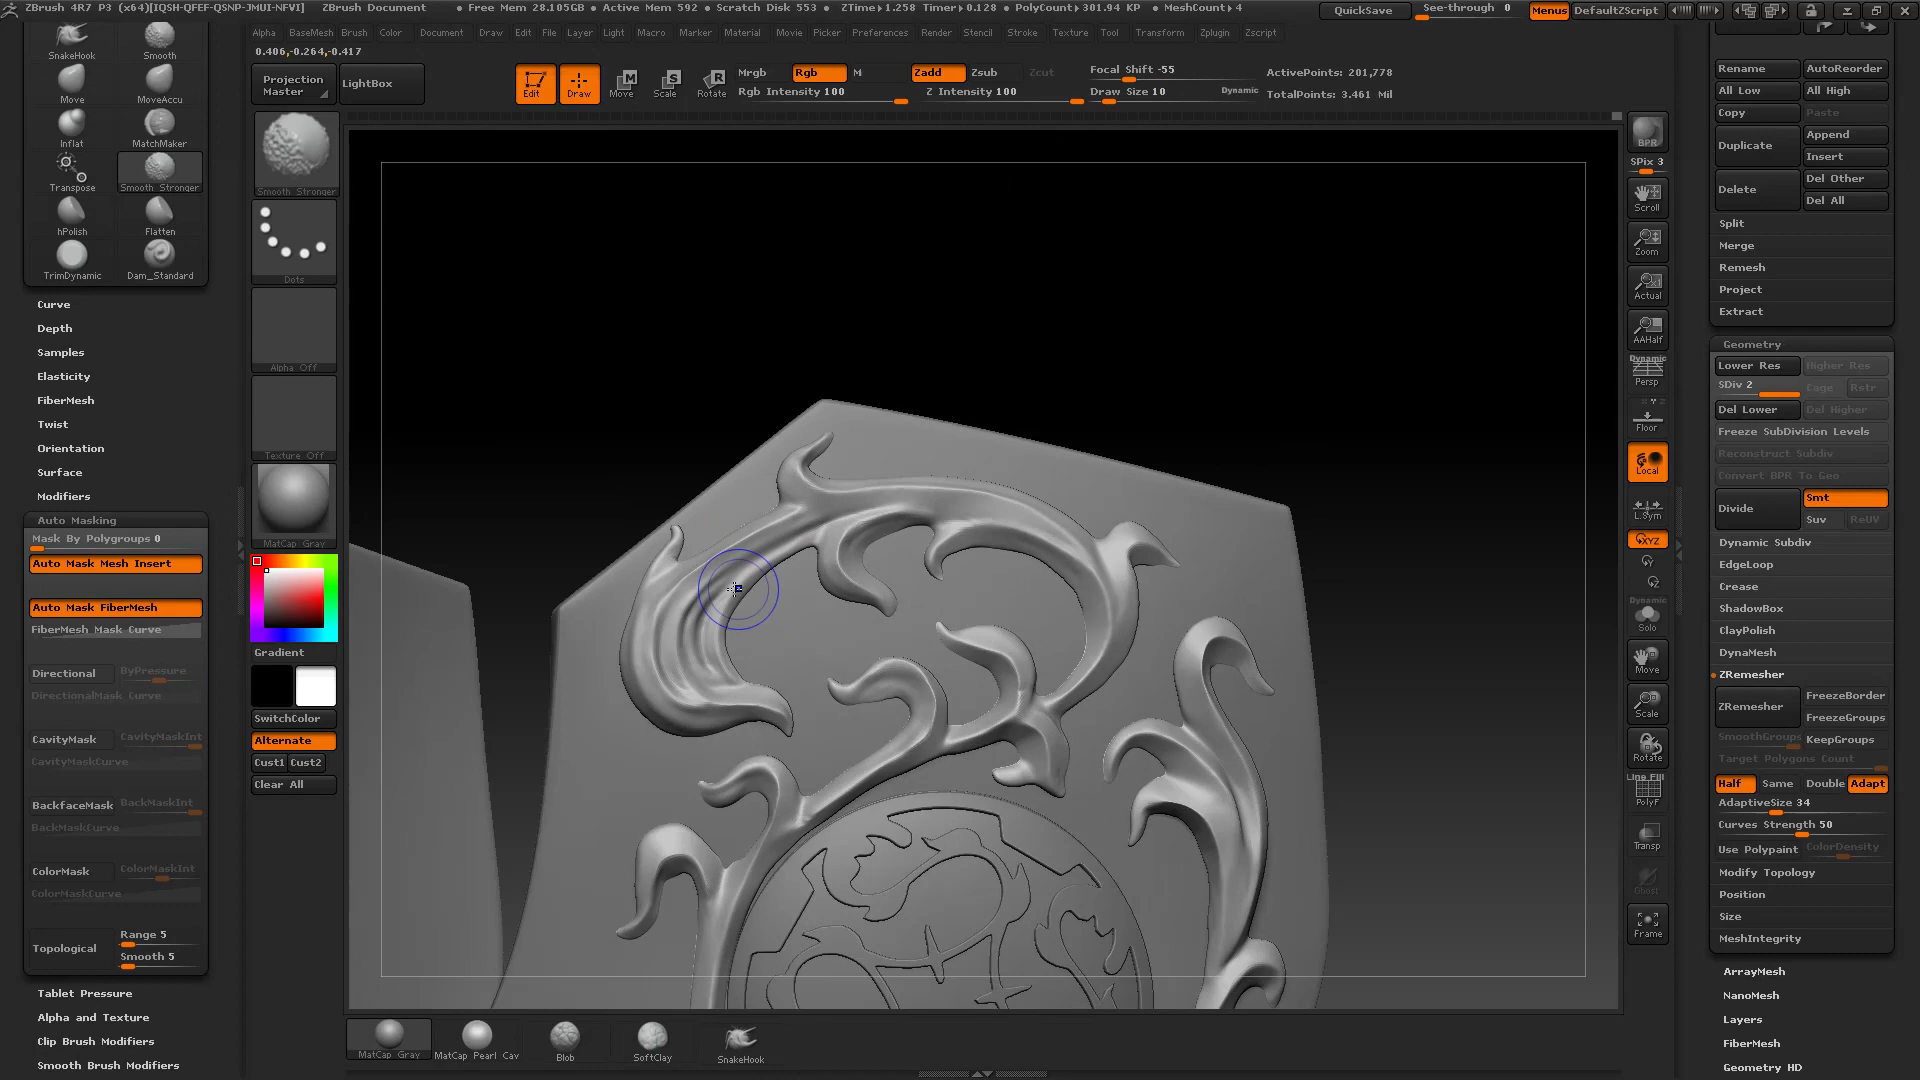 ZBrush 4R7 P3 (x64)[IQSH-QFEF-QSNP-JMUI-NFVI] ZBrush Document • Free Mem 28.105GB • Active Mem 592 • Scratch Disk 553 • ZTime▸1.258 Timer▸0.128 • PolyCount▸301.94 KP • MeshCount▸4
QuickSave See-through 0 Menus DefaultZScript
Alpha BaseMesh Brush Color Document Draw Edit File Layer Light Macro Marker Material Movie Picker Preferences Render Stencil Stroke Texture Tool Transform Zplugin Zscript
0.406,-0.264,-0.417
Projection Master
LightBox
Edit
Draw
Move
Scale
Rotate
Mrgb Rgb M
Rgb Intensity 100
Zadd Zsub Zcut
Z Intensity 100
Focal Shift -55
Draw Size 10
Dynamic
ActivePoints: 201,778
TotalPoints: 3.461 Mil
SnakeHook Smooth
Move MoveAccu
Inflat MatchMaker
Transpose Smooth Stronger
hPolish Flatten
TrimDynamic Dam_Standard
Curve
Depth
Samples
Elasticity
FiberMesh
Twist
Orientation
Surface
Modifiers
Auto Masking
Mask By Polygroups 0
Auto Mask Mesh Insert
Auto Mask FiberMesh
FiberMesh Mask Curve
Directional ByPressure
DirectionalMask Curve
CavityMask CavityMaskInt
CavityMaskCurve
BackfaceMask BackMaskInt
BackMaskCurve
ColorMask ColorMaskInt
ColorMaskCurve
Topological Range 5
Smooth 5
Tablet Pressure
Alpha and Texture
Clip Brush Modifiers
Smooth Brush Modifiers
Smooth Stronger
Dots
Alpha Off
Texture Off
MatCap Gray
Gradient
SwitchColor
Alternate
Cust1 Cust2
Clear All
MatCap Gray MatCap Pearl Cav Blob SoftClay SnakeHook
BPR
SPix 3
Scroll
Zoom
Actual
AAHalf
Dynamic
Persp
Floor
Local
L.Sym
XYZ
Dynamic
Solo
Move
Scale
Rotate
Line Fill
PolyF
Transp
Ghost
Frame
Rename AutoReorder
All Low All High
Copy Paste
Duplicate Append
Insert
Delete Del Other
Del All
Split
Merge
Remesh
Project
Extract
Geometry
Lower Res Higher Res
SDiv 2 Cage Rstr
Del Lower Del Higher
Freeze SubDivision Levels
Reconstruct Subdiv
Convert BPR To Geo
Divide Smt
Suv ReUV
Dynamic Subdiv
EdgeLoop
Crease
ShadowBox
ClayPolish
DynaMesh
ZRemesher
ZRemesher FreezeBorder
FreezeGroups
SmoothGroups KeepGroups
Target Polygons Count
Half Same Double Adapt
AdaptiveSize 34
Curves Strength 50
Use Polypaint ColorDensity
Modify Topology
Position
Size
MeshIntegrity
ArrayMesh
NanoMesh
Layers
FiberMesh
Geometry HD